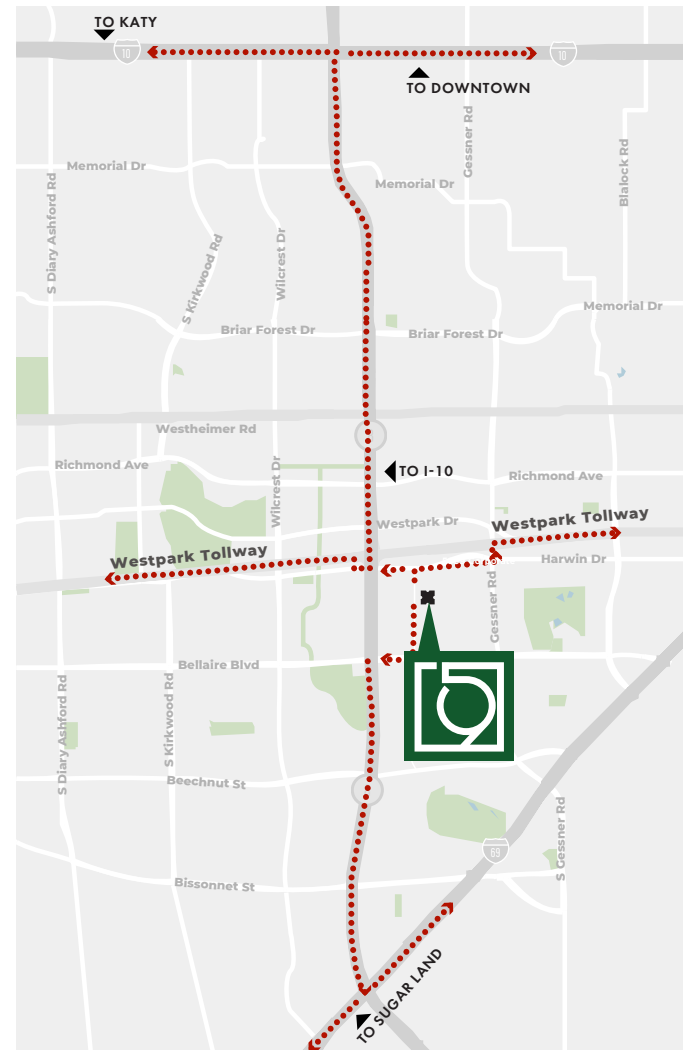 TO KATY
10
10
TO DOWNTOWN
Gessner Rd
Blalock Rd
Memorial Dr
Memorial Dr
S Diary Ashford Rd
S Kirkwood Rd
Wilcrest Dr
Memorial Dr
Briar Forest Dr
Briar Forest Dr
Westheimer Rd
Richmond Ave
TO I-10
Richmond Ave
Wilcrest Dr
Westpark Dr
Westpark Tollway
Westpark Tollway
Harwin Dr
Gessner Rd
Bellaire Blvd
S Diary Ashford Rd
S Kirkwood Rd
Beechnut St
S Gessner Rd
69
Bissonnet St
TO SUGAR LAND